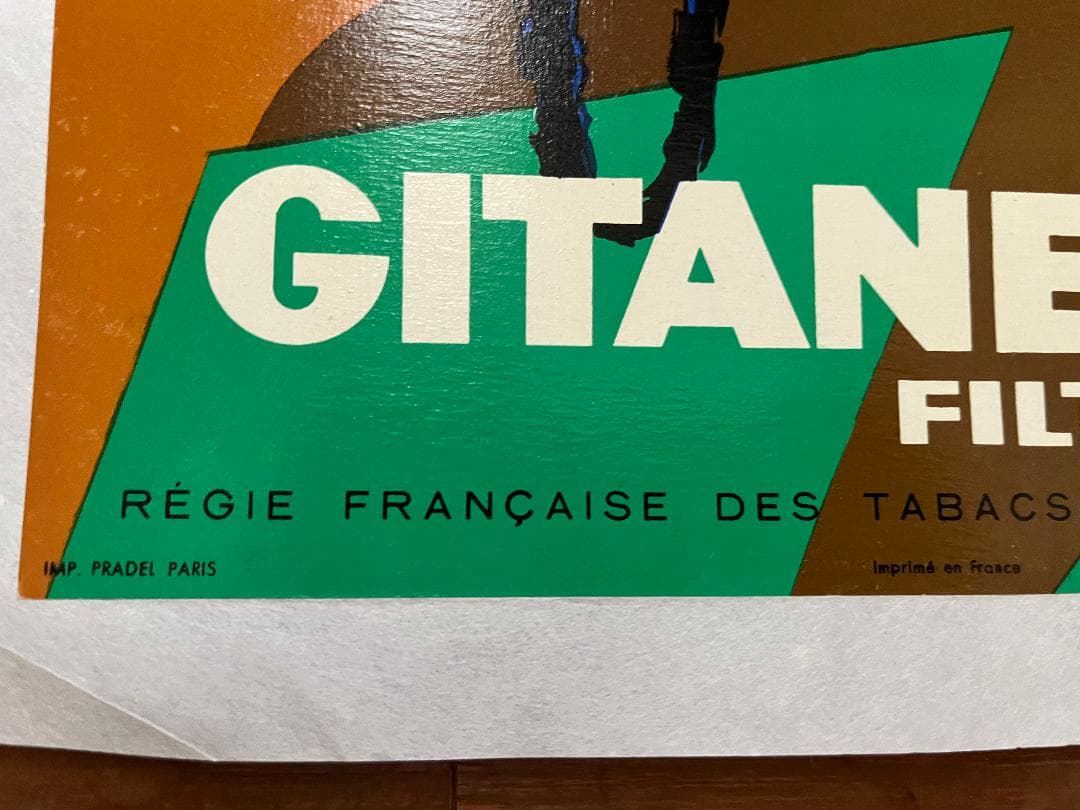 GITANE
FILT
RÉGIE FRANÇAISE DES TABACS
IMP. PRADEL PARIS
Imprimé en France